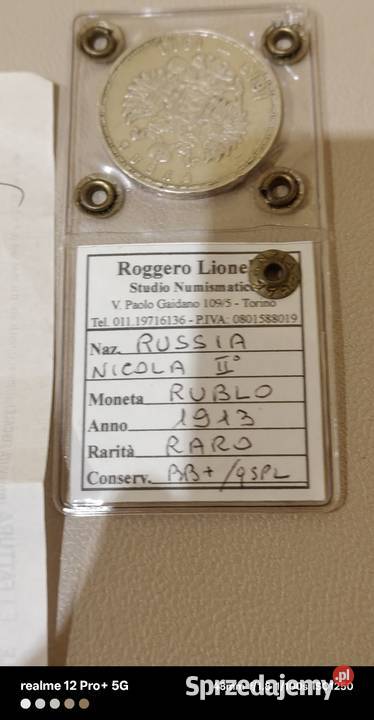 Roggero Lione
Studio Numismatic
V. Paolo Gaidano 109/5 - Torino
Tel. 011.19716136 - P.IVA: 0801588019
Naz. RUSSIA
NICOLA II°
Moneta RUBLO
Anno 1913
Rarità RARO
Conserv. BB+/qSPL
realme 12 Pro+ 5G
Sprzedajemy.pl